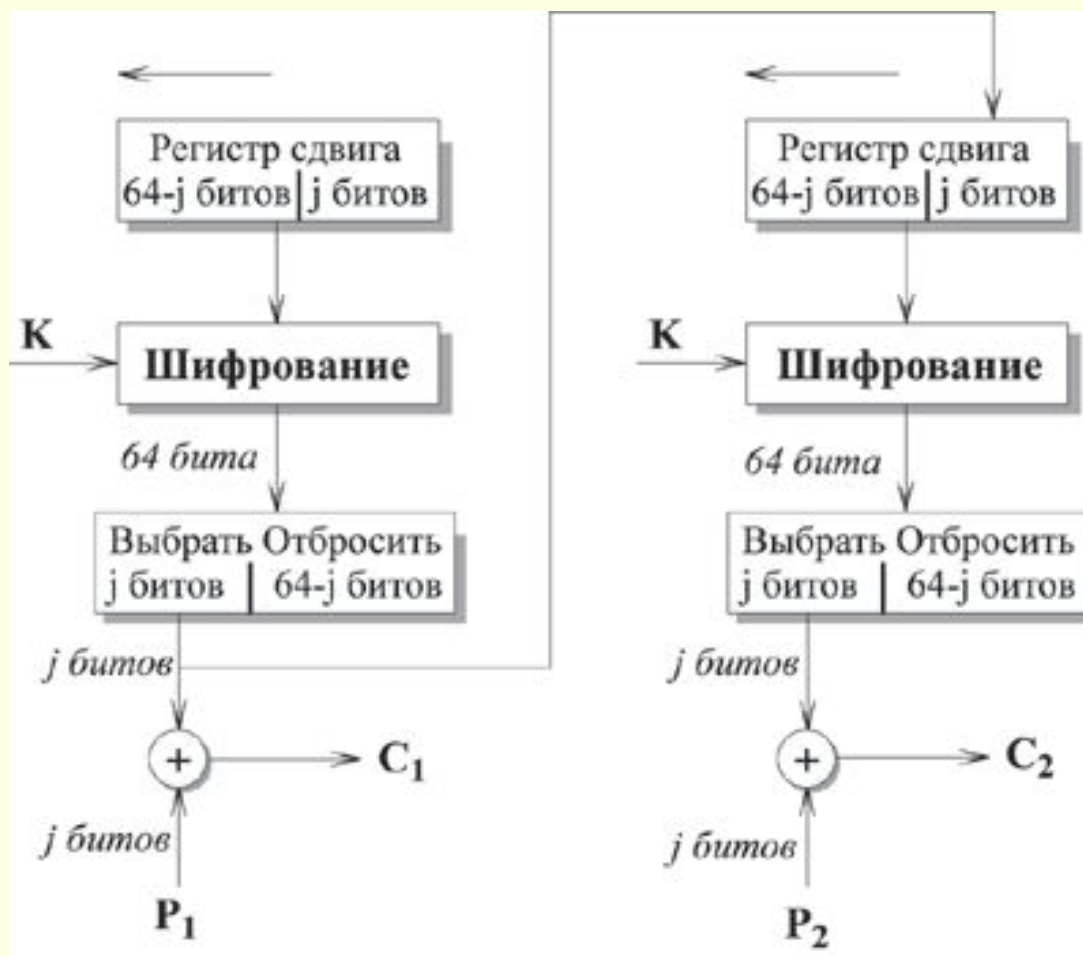 Регистр сдвига
64-j битов | j битов
K
Шифрование
64 бита
Выбрать Отбросить
j битов | 64-j битов
j битов
+
C1
j битов
P1
Регистр сдвига
64-j битов | j битов
K
Шифрование
64 бита
Выбрать Отбросить
j битов | 64-j битов
j битов
+
C2
j битов
P2